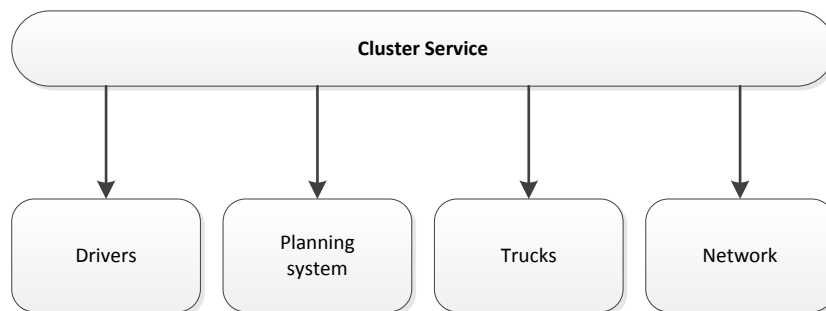 Cluster Service
Drivers
Planning
system
Trucks
Network